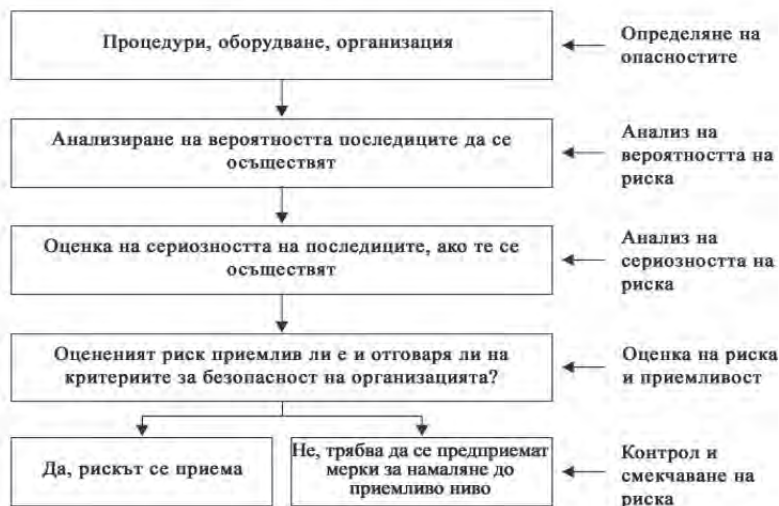 Процедури, оборудване, организация
Определяне на
опасностите
Анализиране на вероятността последиците да се
осъществят
Анализ на
вероятността на
риска
Оценка на сериозността на последиците, ако те се
осъществят
Анализ на
сериозността на
риска
Оцененият риск приемлив ли е и отговаря ли на
критериите за безопасност на организацията?
Оценка на риска
и приемливост
Да, рискът се приема
Не, трябва да се предприемат
мерки за намаляне до
приемливо ниво
Контрол и
смекчаване на
риска